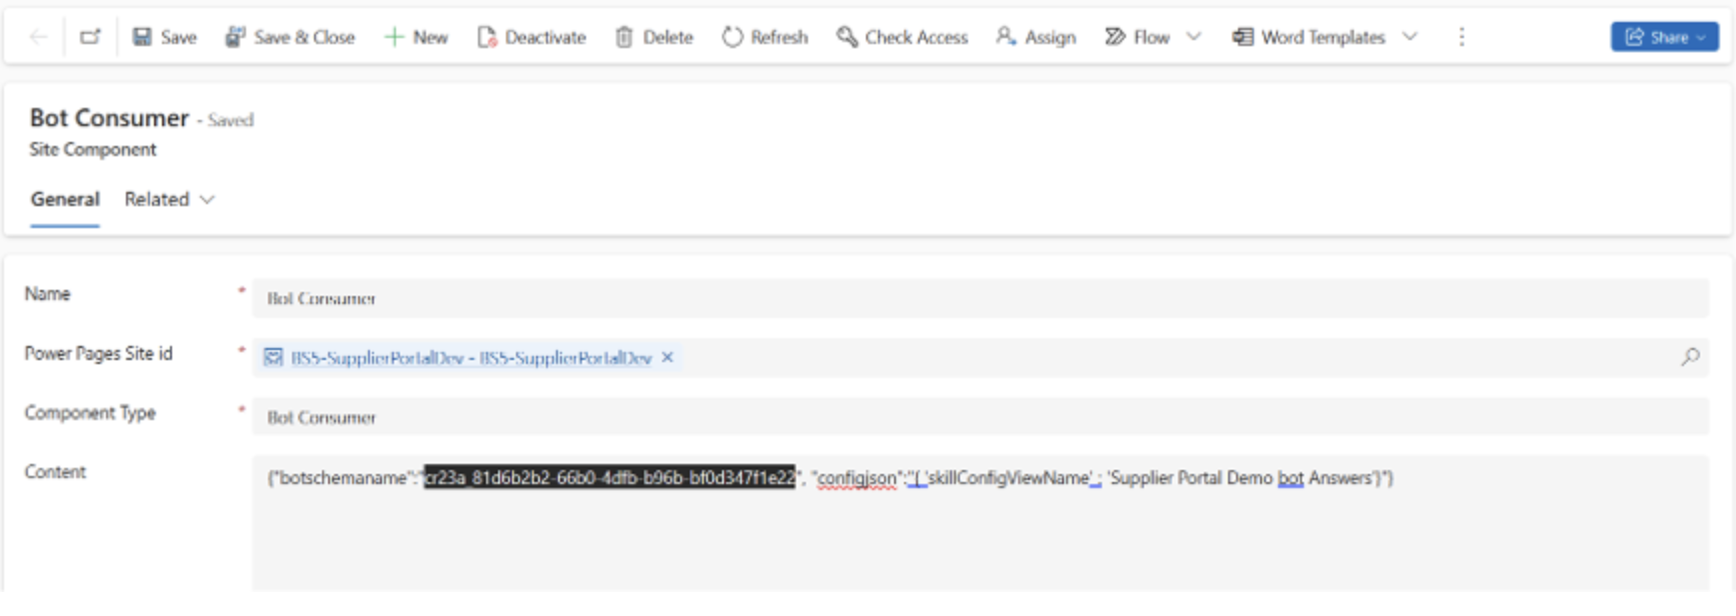 Save Save & Close New Deactivate Delete Refresh Check Access Assign Flow Word Templates Share
Bot Consumer - Saved
Site Component
General Related
Name * Bot Consumer
Power Pages Site id * BS5-SupplierPortalDev - BS5-SupplierPortalDev
Component Type * Bot Consumer
Content {"botschemaname":"cr23a_81d6b2b2-66b0-4dfb-b96b-bf0d347f1e22", "configjson":"{ 'skillConfigViewName' : 'Supplier Portal Demo bot Answers'}"}